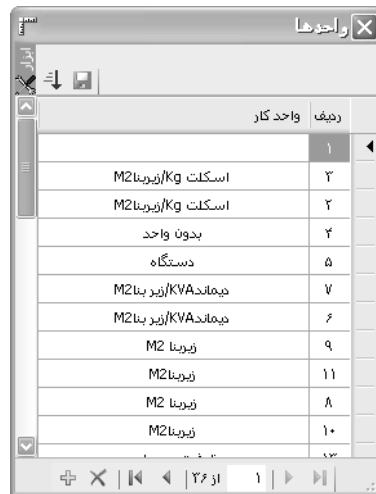 واحدها
ابزار
ردیف واحد کار
۱
۳ اسکلت Kg/زیربناM2
۲ اسکلت Kg/زیربناM2
۴ بدون واحد
۵ دستگاه
۷ دیماندKVA/زیر بناM2
۶ دیماندKVA/زیر بناM2
۹ زیربنا M2
۱۱ زیربناM2
۸ زیربنا M2
۱۰ زیربناM2
۱ از ۳۶